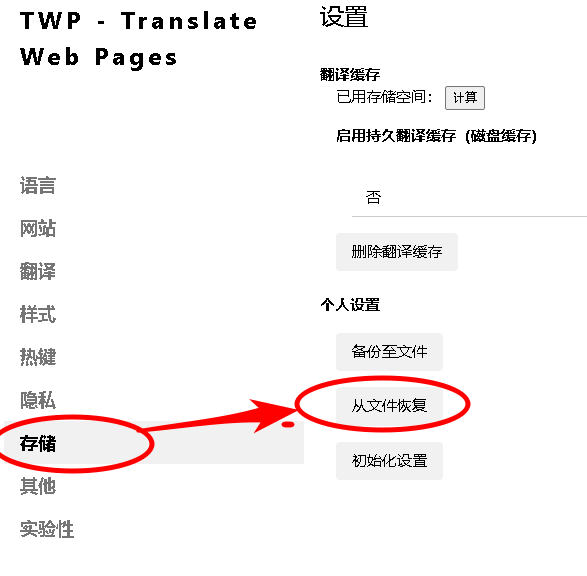 TWP - Translate
Web Pages
语言
网站
翻译
样式
热键
隐私
存储
其他
实验性
设置
翻译缓存
已用存储空间: 计算
启用持久翻译缓存 (磁盘缓存)
否
删除翻译缓存
个人设置
备份至文件
从文件恢复
初始化设置